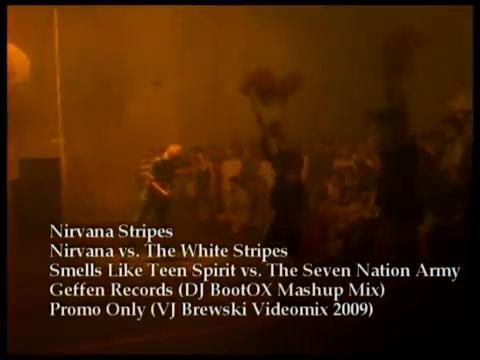 Nirvana Stripes
Nirvana vs. The White Stripes
Smells Like Teen Spirit vs. The Seven Nation Army
Geffen Records (DJ BootOX Mashup Mix)
Promo Only (VJ Brewski Videomix 2009)